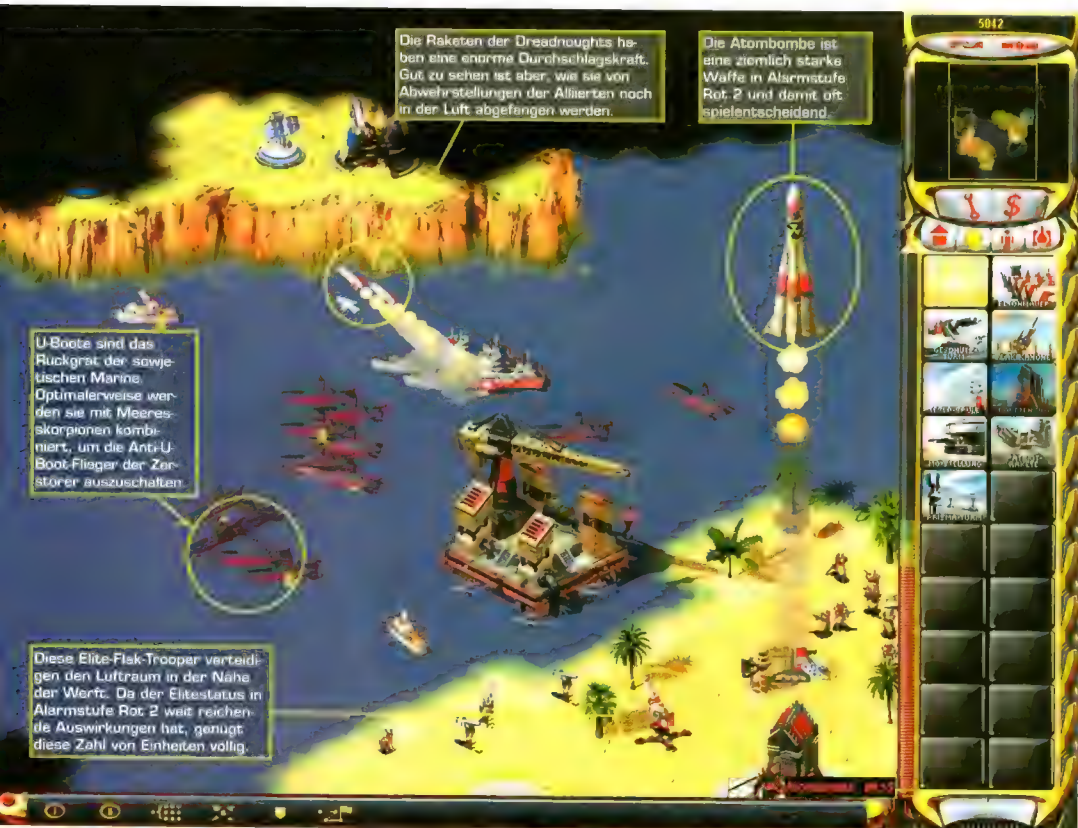 5042
Die Raketen der Dreadnoughts ha-
ben eine enorme Durchschlagskraft.
Gut zu sehen ist aber, wie sie von
Abwehrstellungen der Alliierten noch
in der Luft abgefangen werden.
Die Atombombe ist
eine ziemlich starke
Waffe in Alarmstufe
Rot 2 und damit oft
spielentscheidend.
$
U-Boote sind das
Rückgrat der sowje-
tischen Marine.
Optimalerweise wer-
den sie mit Meeres-
skorpionen kombi-
niert, um die Anti-U-
Boot-Flieger der Zer-
störer auszuschalten.
PRISMA-TURM
Diese Elite-Flak-Trooper verteidi-
gen den Luftraum in der Nähe
der Werft. Da der Elitestatus in
Alarmstufe Rot 2 weit reichen-
de Auswirkungen hat, genügt
diese Zahl von Einheiten völlig.